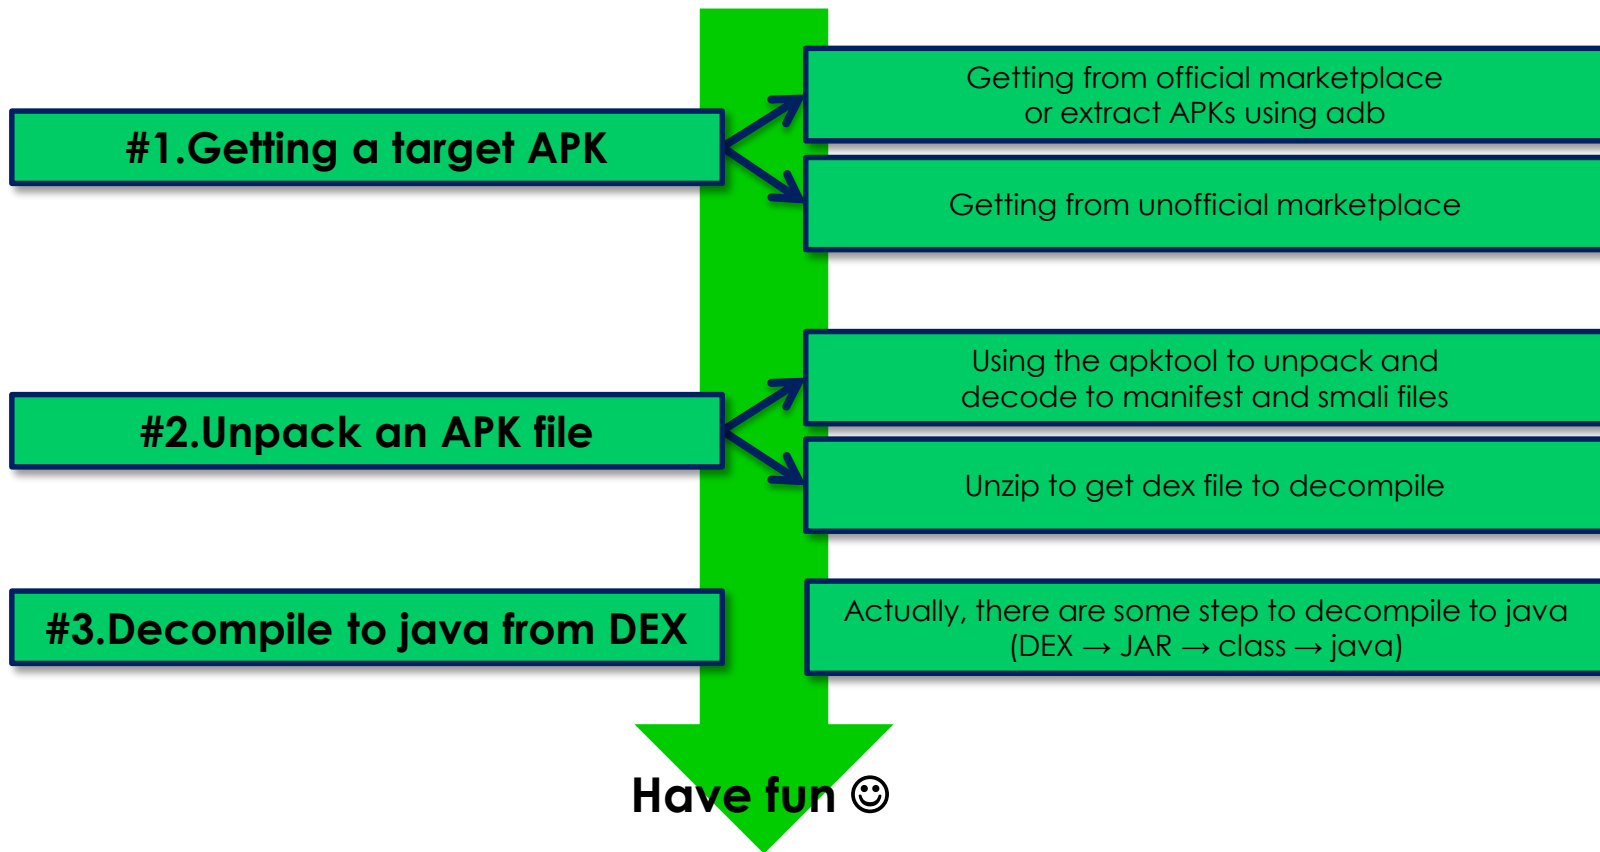 #1.Getting a target APK
Getting from official marketplace
or extract APKs using adb
Getting from unofficial marketplace
#2.Unpack an APK file
Using the apktool to unpack and
decode to manifest and smali files
Unzip to get dex file to decompile
#3.Decompile to java from DEX
Actually, there are some step to decompile to java
(DEX → JAR → class → java)
Have fun ☺